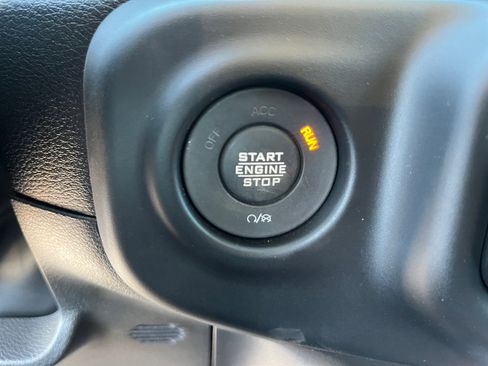 ACC
OFF
RUN
START
ENGINE
STOP